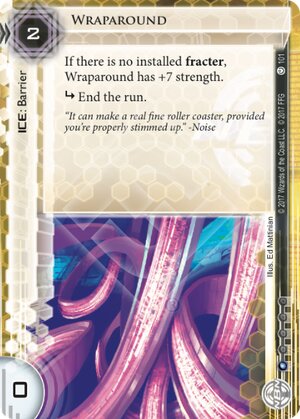 2
WRAPAROUND
ICE: Barrier
If there is no installed fracter,
Wraparound has +7 strength.
↳ End the run.
“It can make a real fine roller coaster, provided
you’re properly stimmed up.” -Noise
101
© 2017 Wizards of the Coast LLC. © 2017 FFG
Illus. Ed Mattinian
0